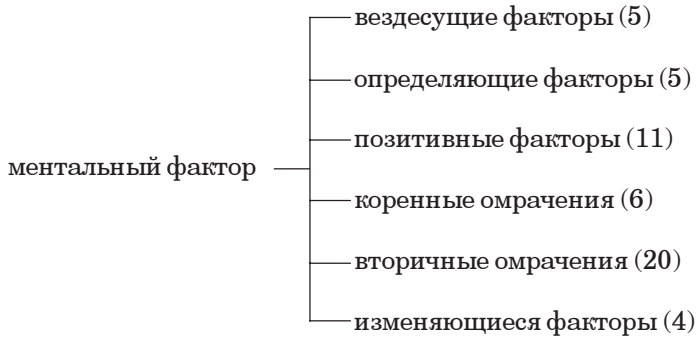 вездесущие факторы (5)
определяющие факторы (5)
позитивные факторы (11)
ментальный фактор
коренные омрачения (6)
вторичные омрачения (20)
изменяющиеся факторы (4)